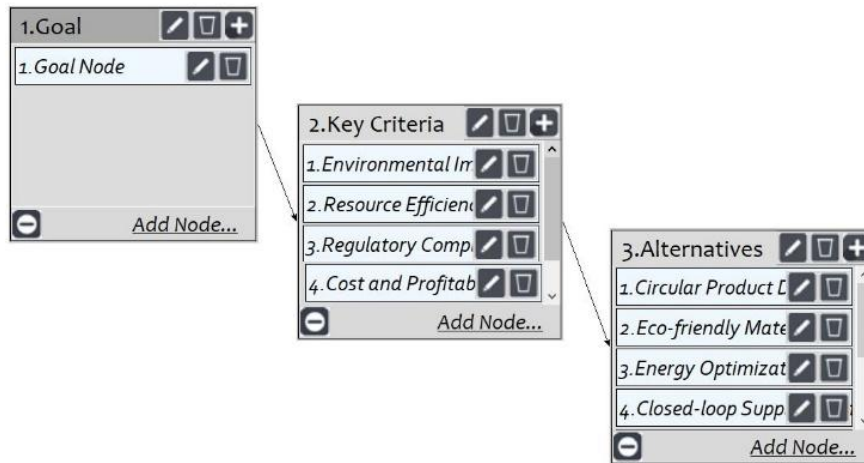 1.Goal
1.Goal Node
Add Node...
2.Key Criteria
1.Environmental Im
2.Resource Efficienc
3.Regulatory Comp
4.Cost and Profitab
Add Node...
3.Alternatives
1.Circular Product D
2.Eco-friendly Mate
3.Energy Optimizat
4.Closed-loop Supp
Add Node...